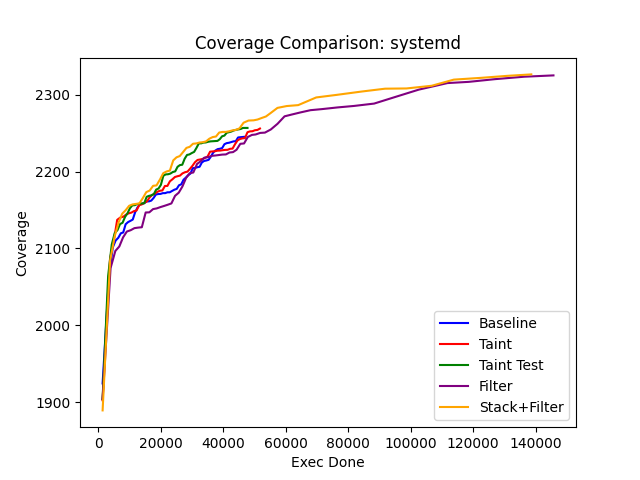 Coverage Comparison: systemd
Coverage
2300
2200
2100
2000
1900
0 20000 40000 60000 80000 100000 120000 140000
Exec Done
Baseline
Taint
Taint Test
Filter
Stack+Filter